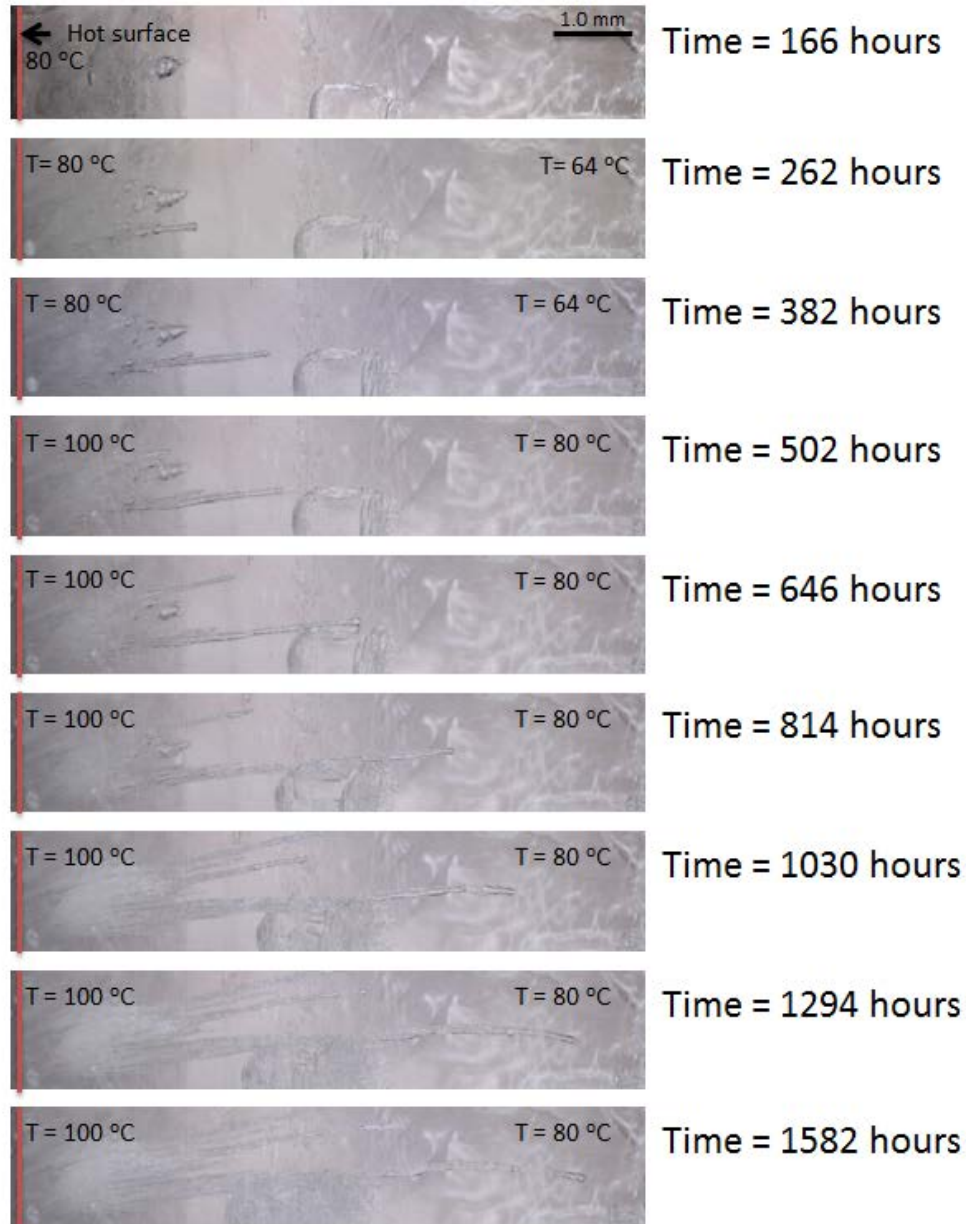 Hot surface
1.0 mm
80 °C
Time = 166 hours
T= 80 °C
T= 64 °C
Time = 262 hours
T = 80 °C
T = 64 °C
Time = 382 hours
T = 100 °C
T = 80 °C
Time = 502 hours
T = 100 °C
T = 80 °C
Time = 646 hours
T = 100 °C
T = 80 °C
Time = 814 hours
T = 100 °C
T = 80 °C
Time = 1030 hours
T = 100 °C
T = 80 °C
Time = 1294 hours
T = 100 °C
T = 80 °C
Time = 1582 hours